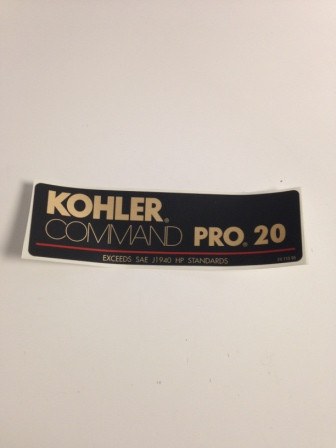 KOHLER®
COMMAND PRO® 20
EXCEEDS SAE J1940 HP STANDARDS